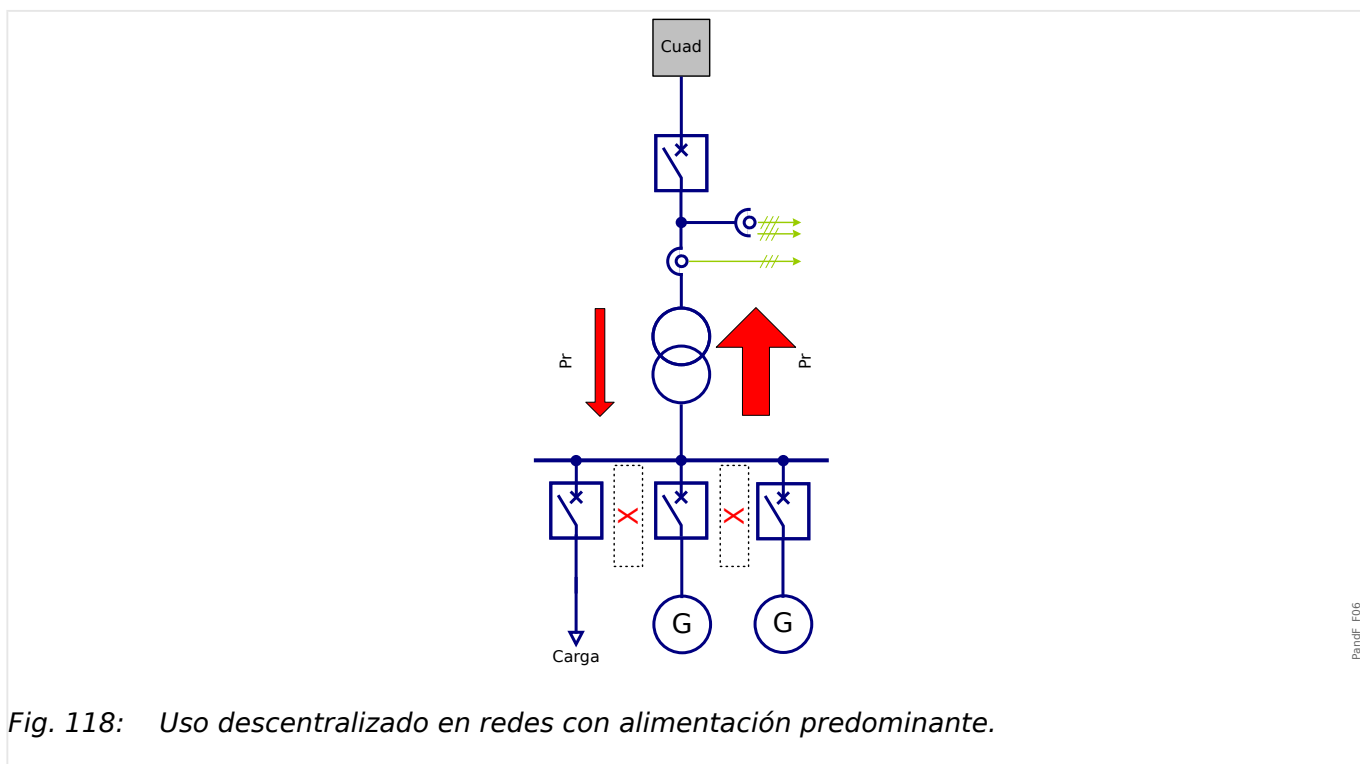 Cuad
Pr
Pr
X
X
G
G
Carga
PandF_F06
Fig. 118: Uso descentralizado en redes con alimentación predominante.